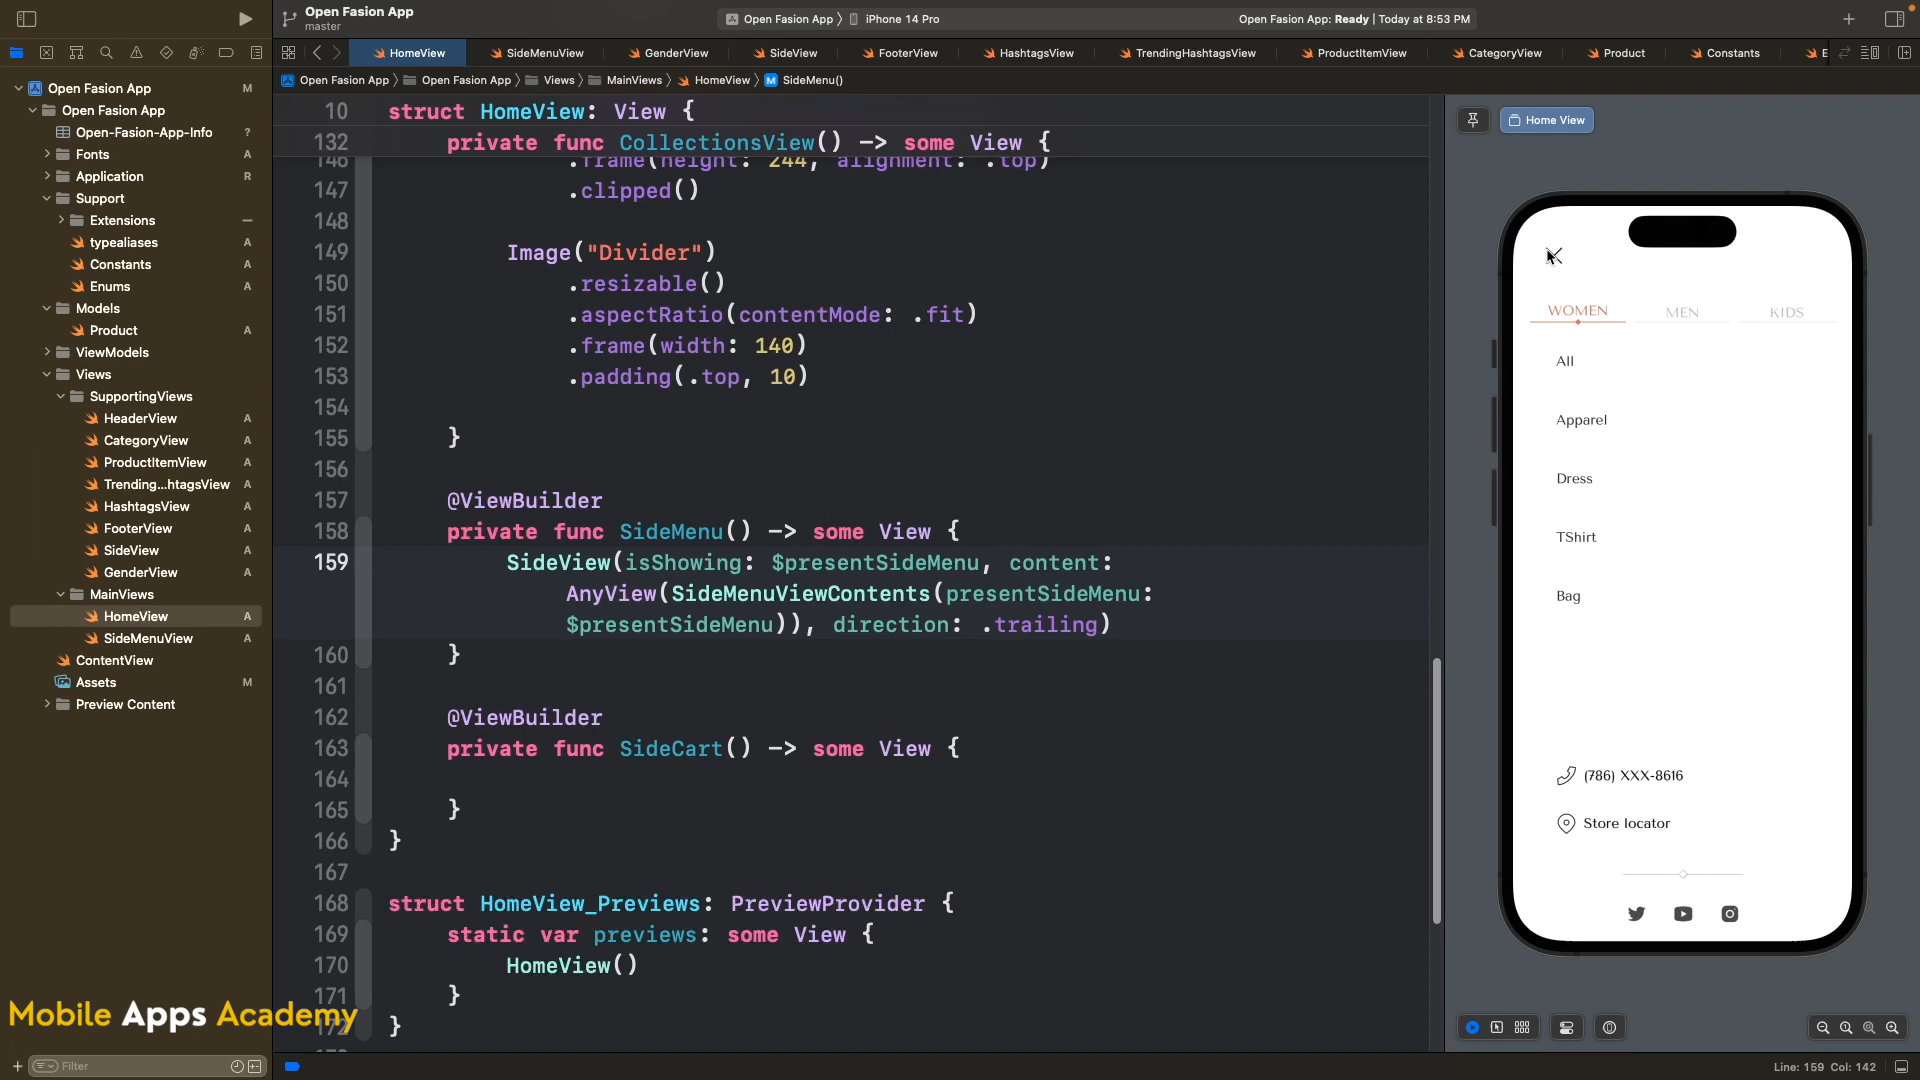 Open Fasion App
master
Open Fasion App
iPhone 14 Pro
Open Fasion App: Ready | Today at 8:53 PM
HomeView
SideMenuView
GenderView
SideView
FooterView
HashtagsView
TrendingHashtagsView
ProductItemView
CategoryView
Product
Constants
E
Open Fasion App
Open Fasion App
Views
MainViews
HomeView
M SideMenu()
Open Fasion App M
Open Fasion App
Open-Fasion-App-Info ?
Fonts
Application R
Support
Extensions
typealiases A
Constants A
Enums A
Models
Product A
ViewModels
Views
SupportingViews
HeaderView A
CategoryView A
ProductItemView A
Trending...htagsView A
HashtagsView A
FooterView A
SideView A
GenderView A
MainViews
HomeView A
SideMenuView A
ContentView
Assets M
Preview Content
Mobile Apps Academy
Filter
10 struct HomeView: View {
132 private func CollectionsView() -> some View {
146 .frame(height: 244, alignment: .top)
147 .clipped()
148
149 Image("Divider")
150 .resizable()
151 .aspectRatio(contentMode: .fit)
152 .frame(width: 140)
153 .padding(.top, 10)
154
155 }
156
157 @ViewBuilder
158 private func SideMenu() -> some View {
159 SideView(isShowing: $presentSideMenu, content:
AnyView(SideMenuViewContents(presentSideMenu:
$presentSideMenu)), direction: .trailing)
160 }
161
162 @ViewBuilder
163 private func SideCart() -> some View {
164
165 }
166 }
167
168 struct HomeView_Previews: PreviewProvider {
169 static var previews: some View {
170 HomeView()
171 }
172 }
Home View
WOMEN
MEN
KIDS
All
Apparel
Dress
TShirt
Bag
(786) XXX-8616
Store locator
Line: 159 Col: 142